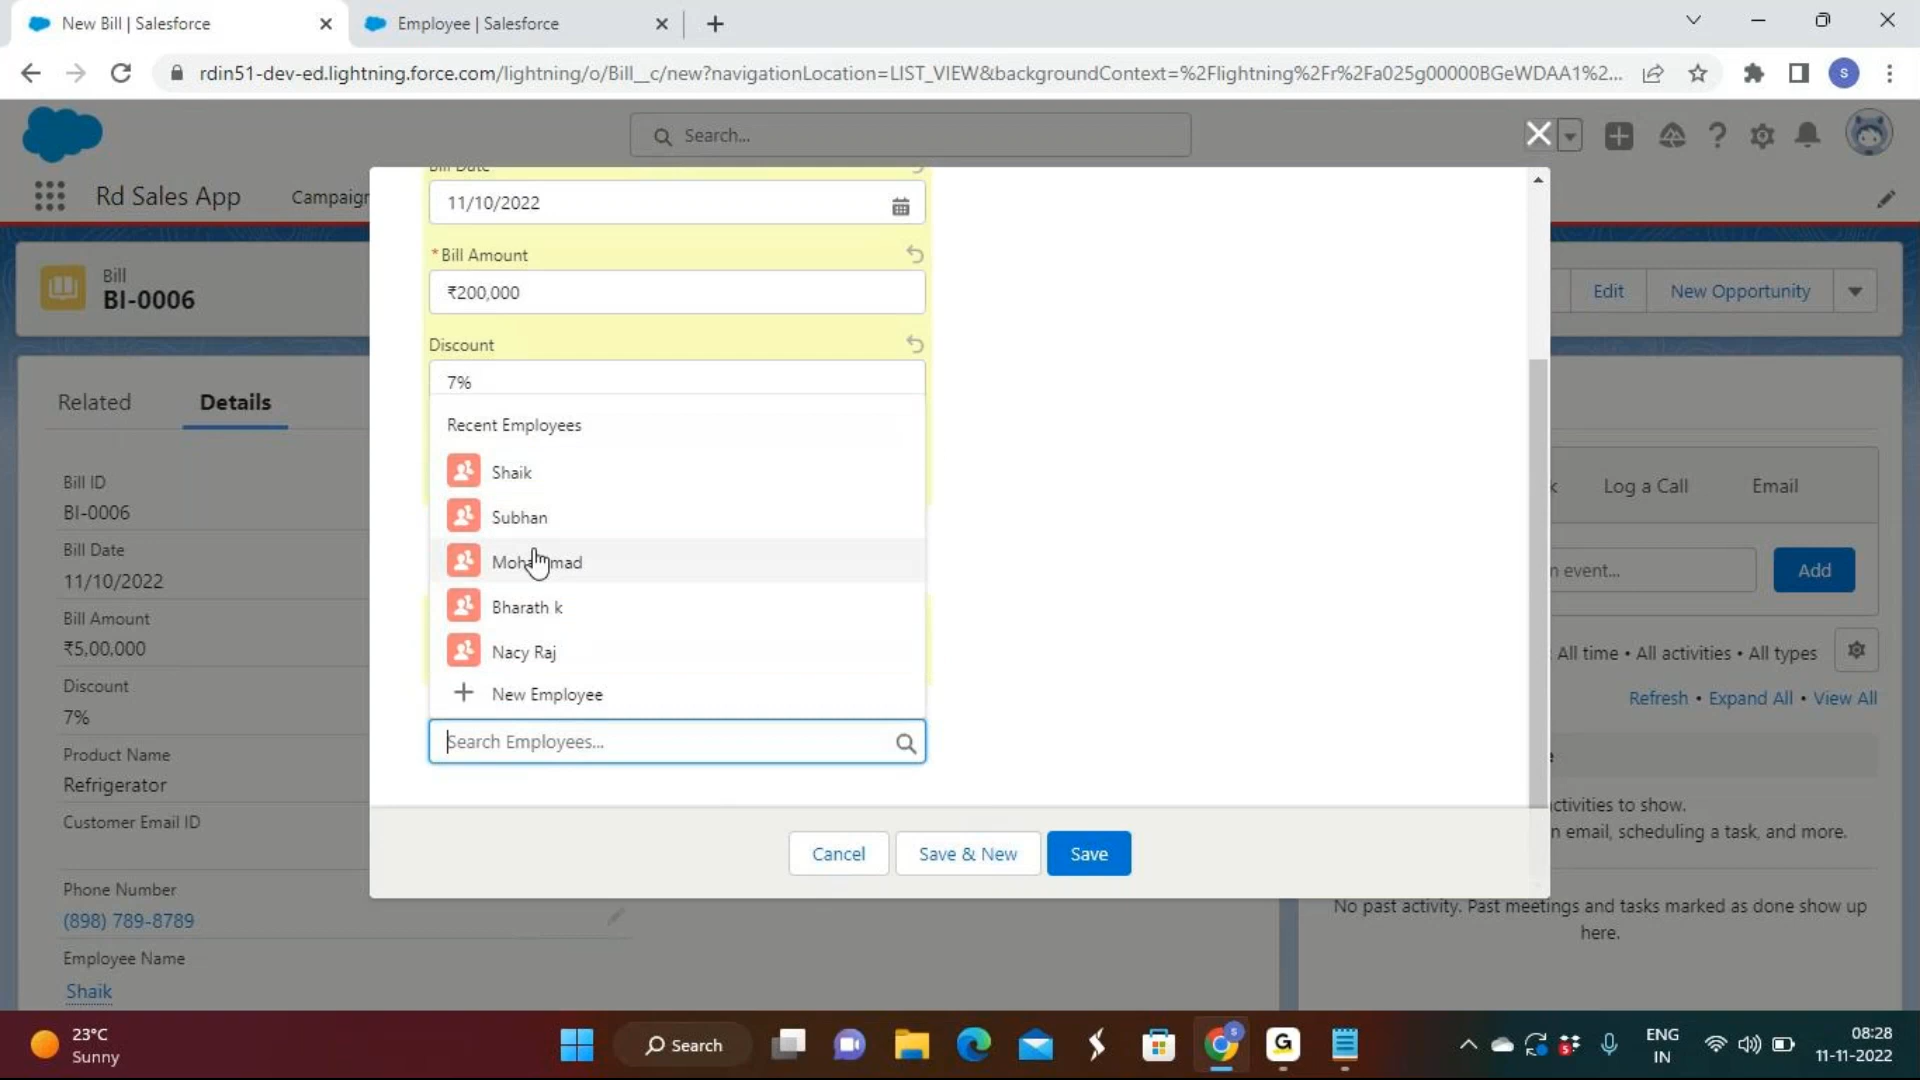 New Bill | Salesforce
Employee | Salesforce
rdin51-dev-ed.lightning.force.com/lightning/o/Bill__c/new?navigationLocation=LIST_VIEW&backgroundContext=%2Flightning%2Fr%2Fa025g00000BGeWDAA1%2...
S
Search...
Rd Sales App
Campaign
Bill
BI-0006
Edit
New Opportunity
Related
Details
Bill ID
BI-0006
Bill Date
11/10/2022
Bill Amount
₹5,00,000
Discount
7%
Product Name
Refrigerator
Customer Email ID
Phone Number
(898) 789-8789
Employee Name
Shaik
Bill Date
11/10/2022
* Bill Amount
₹200,000
Discount
7%
Recent Employees
Shaik
Subhan
Mohammad
Bharath k
Nacy Raj
New Employee
Search Employees...
Cancel
Save & New
Save
k
Log a Call
Email
n event...
Add
All time • All activities • All types
Refresh • Expand All • View All
ctivities to show.
n email, scheduling a task, and more.
No past activity. Past meetings and tasks marked as done show up
here.
23°C
Sunny
Search
ENG
IN
08:28
11-11-2022